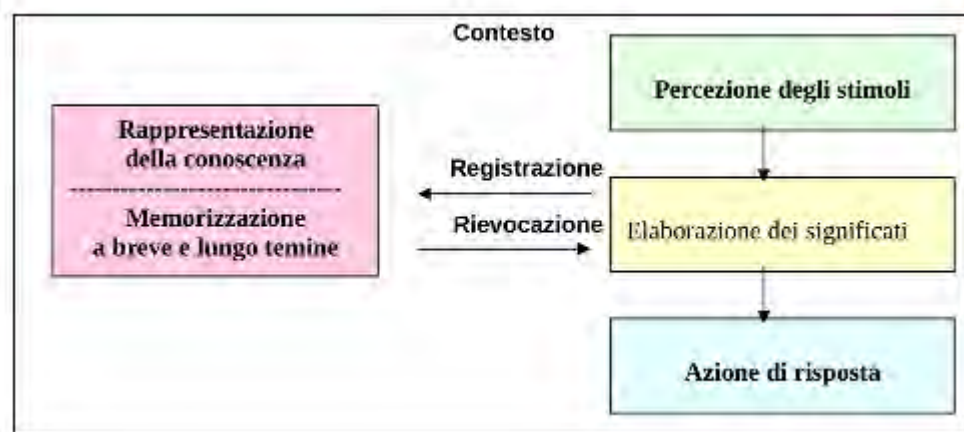 Contesto
Percezione degli stimoli
Rappresentazione
della conoscenza
Memorizzazione
a breve e lungo temine
Registrazione
Rievocazione
Elaborazione dei significati
Azione di risposta